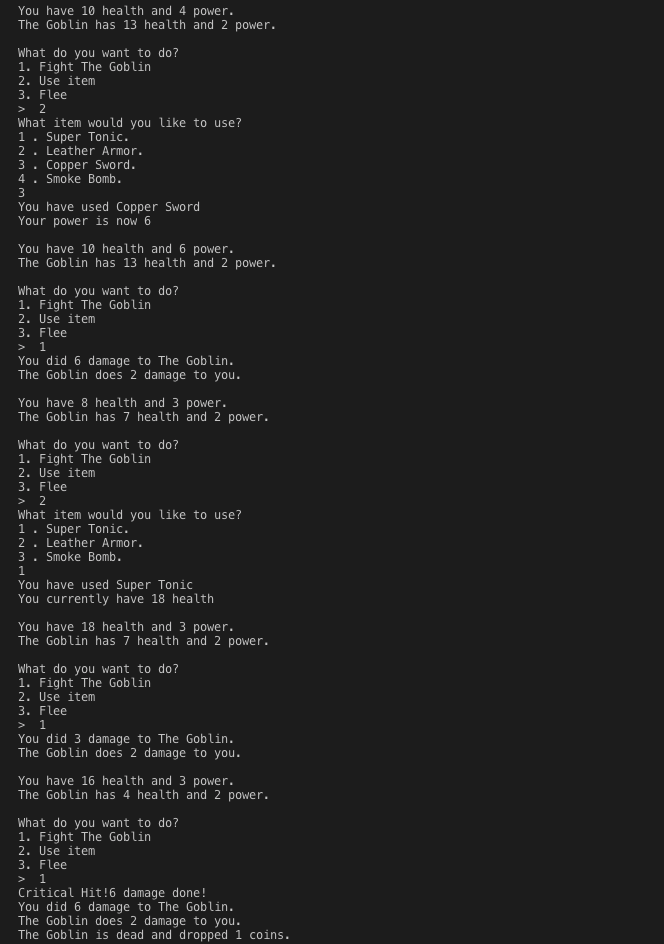 You have 10 health and 4 power.
The Goblin has 13 health and 2 power.
What do you want to do?
1. Fight The Goblin
2. Use item
3. Flee
>  2
What item would you like to use?
1 . Super Tonic.
2 . Leather Armor.
3 . Copper Sword.
4 . Smoke Bomb.
3
You have used Copper Sword
Your power is now 6
You have 10 health and 6 power.
The Goblin has 13 health and 2 power.
What do you want to do?
1. Fight The Goblin
2. Use item
3. Flee
>  1
You did 6 damage to The Goblin.
The Goblin does 2 damage to you.
You have 8 health and 3 power.
The Goblin has 7 health and 2 power.
What do you want to do?
1. Fight The Goblin
2. Use item
3. Flee
>  2
What item would you like to use?
1 . Super Tonic.
2 . Leather Armor.
3 . Smoke Bomb.
1
You have used Super Tonic
You currently have 18 health
You have 18 health and 3 power.
The Goblin has 7 health and 2 power.
What do you want to do?
1. Fight The Goblin
2. Use item
3. Flee
>  1
You did 3 damage to The Goblin.
The Goblin does 2 damage to you.
You have 16 health and 3 power.
The Goblin has 4 health and 2 power.
What do you want to do?
1. Fight The Goblin
2. Use item
3. Flee
>  1
Critical Hit!6 damage done!
You did 6 damage to The Goblin.
The Goblin does 2 damage to you.
The Goblin is dead and dropped 1 coins.